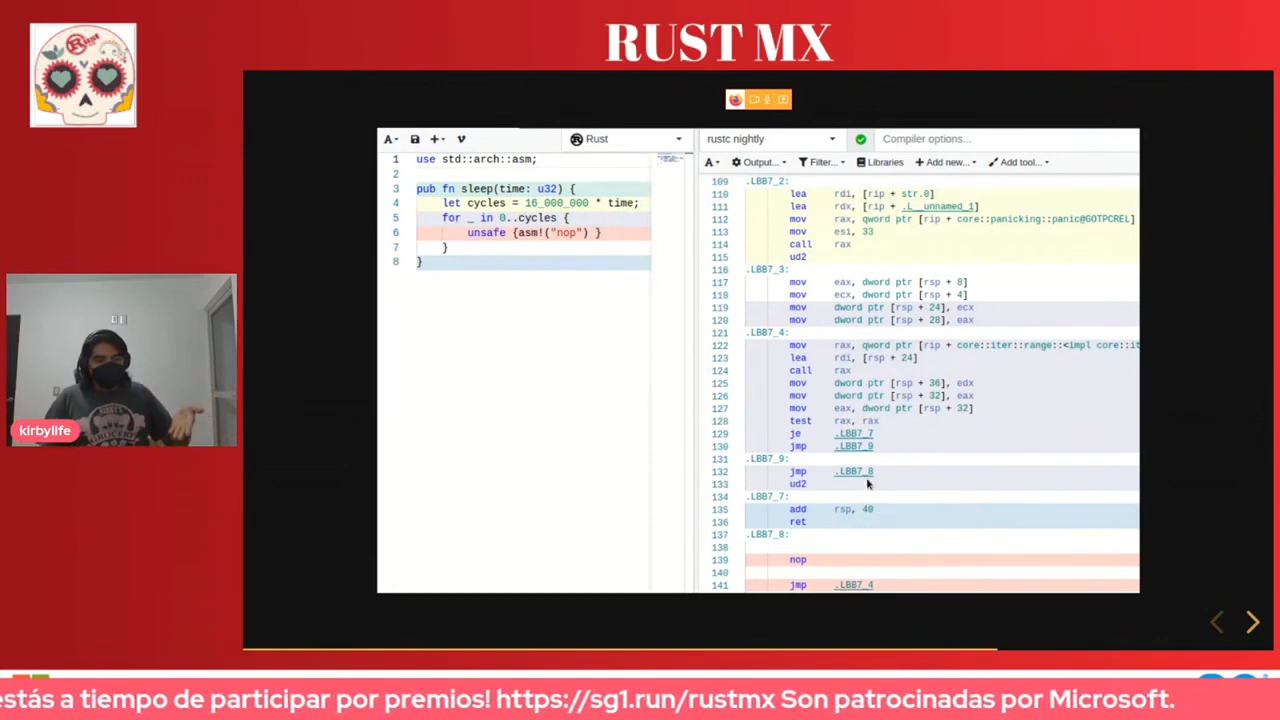 RUST MX
Rust
A
Rust
rustc nightly
Compiler options...
A
Output...
Filter...
Libraries
+ Add new...
Add tool...
1 use std::arch::asm;
2
3 pub fn sleep(time: u32) {
4 let cycles = 16_000_000 * time;
5 for _ in 0..cycles {
6 unsafe {asm!("nop") }
7 }
8 }
109 .LBB7_2:
110 lea rdi, [rip + str.0]
111 lea rdx, [rip + .L__unnamed_1]
112 mov rax, qword ptr [rip + core::panicking::panic@GOTPCREL]
113 mov esi, 33
114 call rax
115 ud2
116 .LBB7_3:
117 mov eax, dword ptr [rsp + 8]
118 mov ecx, dword ptr [rsp + 4]
119 mov dword ptr [rsp + 24], ecx
120 mov dword ptr [rsp + 28], eax
121 .LBB7_4:
122 mov rax, qword ptr [rip + core::iter::range::<impl core::it
123 lea rdi, [rsp + 24]
124 call rax
125 mov dword ptr [rsp + 36], edx
126 mov dword ptr [rsp + 32], eax
127 mov eax, dword ptr [rsp + 32]
128 test rax, rax
129 je .LBB7_7
130 jmp .LBB7_9
131 .LBB7_9:
132 jmp .LBB7_8
133 ud2
134 .LBB7_7:
135 add rsp, 40
136 ret
137 .LBB7_8:
138
139 nop
140
141 jmp .LBB7_4
kirbylife
estás a tiempo de participar por premios! https://sg1.run/rustmx Son patrocinadas por Microsoft.